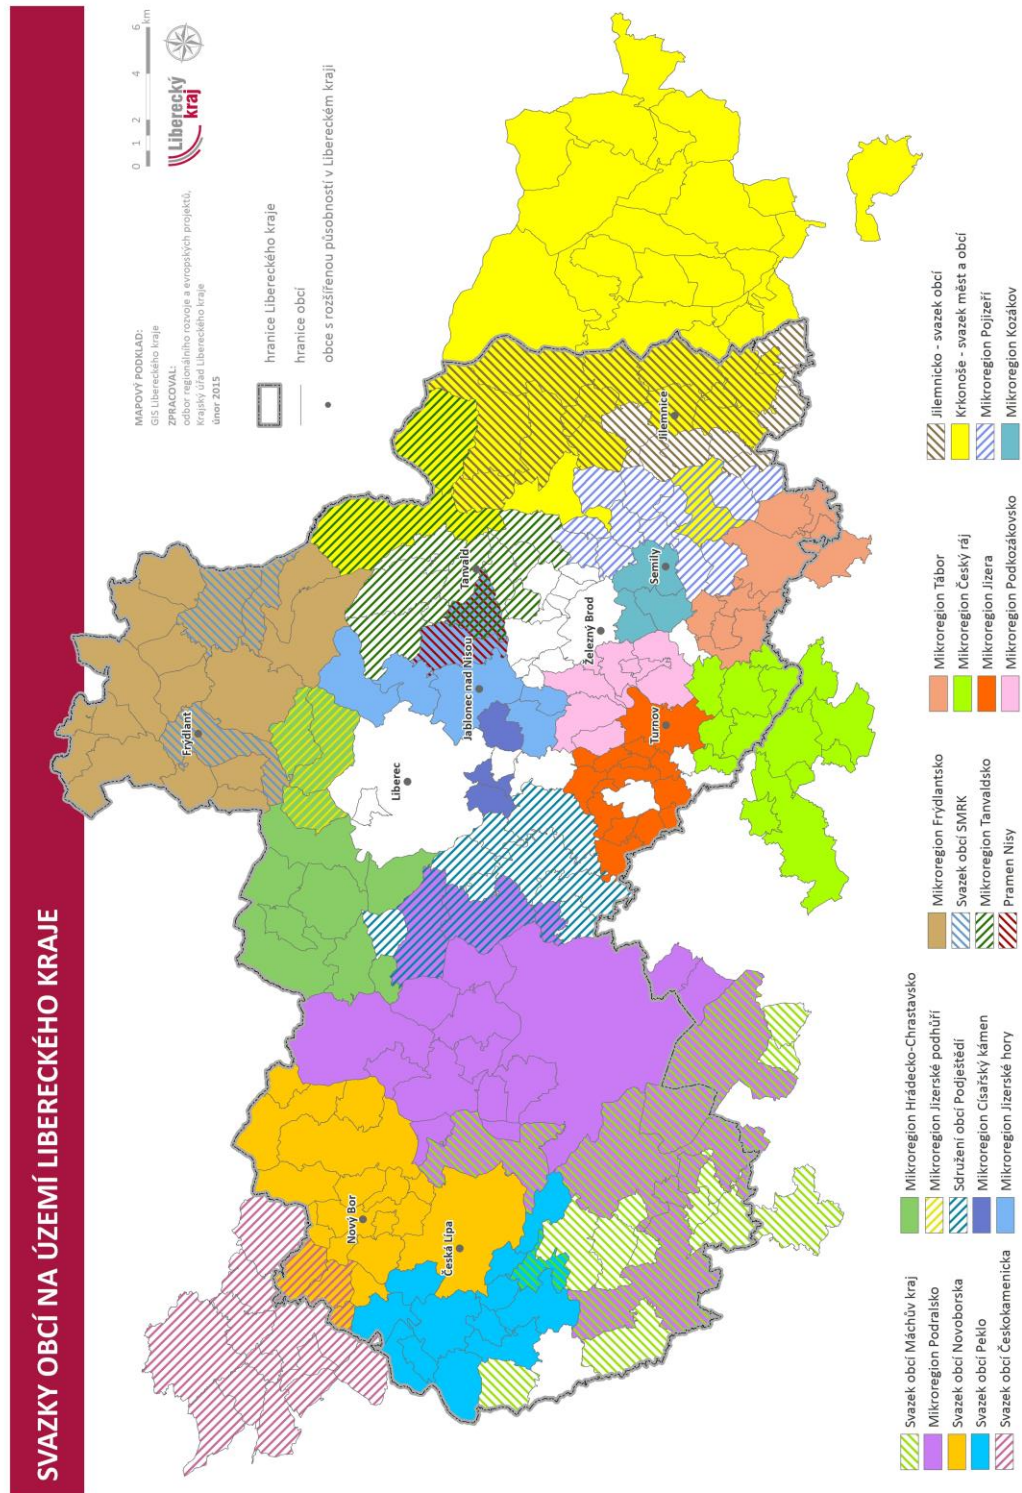 SVAZKY OBCÍ NA ÚZEMÍ LIBERECKÉHO KRAJE
MAPOVÝ PODKLAD:
GIS Libereckého kraje
ZPRACOVAL:
odbor regionálního rozvoje a evropských projektů,
Krajský úřad Libereckého kraje
únor 2015
Liberecký
kraj
0 1 2 4 6
km
hranice Libereckého kraje
hranice obcí
obce s rozšířenou působností v Libereckém kraji
Frýdlant
Liberec
Jablonec nad Nisou
Tanvald
Železný Brod
Semily
Jilemnice
Turnov
Nový Bor
Česká Lípa
Svazek obcí Máchův kraj
Mikroregion Podralsko
Svazek obcí Novoborska
Svazek obcí Peklo
Svazek obcí Českokamenicka
Mikroregion Hrádecko-Chrastavsko
Mikroregion Jizerské podhůří
Sdružení obcí Podještědí
Mikroregion Císařský kámen
Mikroregion Jizerské hory
Mikroregion Frýdlantsko
Svazek obcí SMRK
Mikroregion Tanvaldsko
Pramen Nisy
Mikroregion Tábor
Mikroregion Český ráj
Mikroregion Jizera
Mikroregion Podkozákovsko
Jilemnicko - svazek obcí
Krkonoše - svazek měst a obcí
Mikroregion Pojizeří
Mikroregion Kozákov